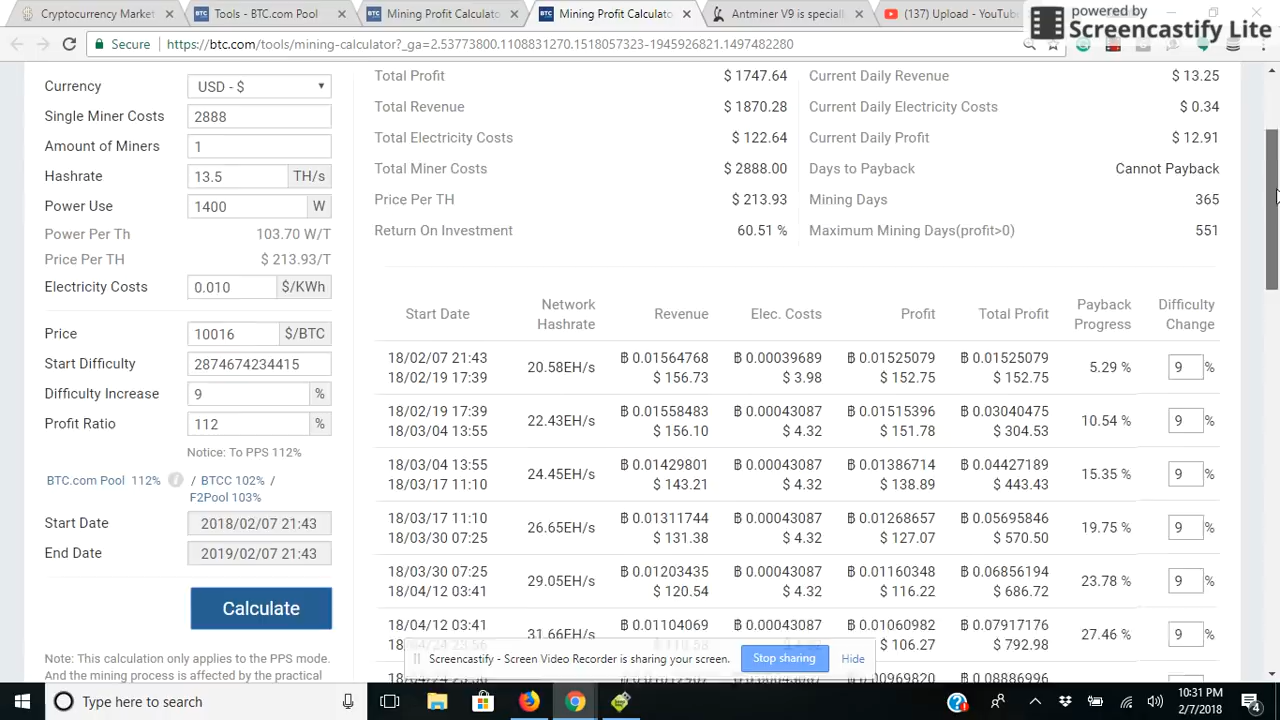 powered by
Screencastify Lite
Cryptocurrency Market
Tools - BTC.com Pool
Mining Profit Calculato
Mining Profit Calculato
Antminer V9 is speciall
(137) Upload - YouTube
Secure
https://btc.com/tools/mining-calculator?_ga=2.53773800.1108481270.1518057323-1945926821.1497482280
Currency
USD - $
Single Miner Costs
2888
Amount of Miners
1
Hashrate
13.5
TH/s
Power Use
1400
W
Power Per Th
103.70 W/T
Price Per TH
$ 213.93/T
Electricity Costs
0.010
$/KWh
Price
10016
$/BTC
Start Difficulty
2874674234415
Difficulty Increase
9
%
Profit Ratio
112
%
Notice: To PPS 112%
BTC.com Pool 112% / BTCC 102% /
F2Pool 103%
Start Date
2018/02/07 21:43
End Date
2019/02/07 21:43
Calculate
Note: This calculation only applies to the PPS mode.
And the mining process is affected by the practical
Total Profit $ 1747.64 Current Daily Revenue $ 13.25
Total Revenue $ 1870.28 Current Daily Electricity Costs $ 0.34
Total Electricity Costs $ 122.64 Current Daily Profit $ 12.91
Total Miner Costs $ 2888.00 Days to Payback Cannot Payback
Price Per TH $ 213.93 Mining Days 365
Return On Investment 60.51 % Maximum Mining Days(profit>0) 551
Start Date Network Hashrate Revenue Elec. Costs Profit Total Profit Payback Progress Difficulty Change
18/02/07 21:43 20.58EH/s ฿ 0.01564768 ฿ 0.00039689 ฿ 0.01525079 ฿ 0.01525079 5.29 % 9 %
18/02/19 17:39 $ 156.73 $ 3.98 $ 152.75 $ 152.75
18/02/19 17:39 22.43EH/s ฿ 0.01558483 ฿ 0.00043087 ฿ 0.01515396 ฿ 0.03040475 10.54 % 9 %
18/03/04 13:55 $ 156.10 $ 4.32 $ 151.78 $ 304.53
18/03/04 13:55 24.45EH/s ฿ 0.01429801 ฿ 0.00043087 ฿ 0.01386714 ฿ 0.04427189 15.35 % 9 %
18/03/17 11:10 $ 143.21 $ 4.32 $ 138.89 $ 443.43
18/03/17 11:10 26.65EH/s ฿ 0.01311744 ฿ 0.00043087 ฿ 0.01268657 ฿ 0.05695846 19.75 % 9 %
18/03/30 07:25 $ 131.38 $ 4.32 $ 127.07 $ 570.50
18/03/30 07:25 29.05EH/s ฿ 0.01203435 ฿ 0.00043087 ฿ 0.01160348 ฿ 0.06856194 23.78 % 9 %
18/04/12 03:41 $ 120.54 $ 4.32 $ 116.22 $ 686.72
18/04/12 03:41 31.66EH/s ฿ 0.01104069 ฿ 0.00043087 ฿ 0.01060982 ฿ 0.07917176 27.46 % 9 %
$ 106.27 $ 792.98
Screencastify - Screen Video Recorder is sharing your screen.
Stop sharing
Hide
Type here to search
10:31 PM
2/7/2018
4